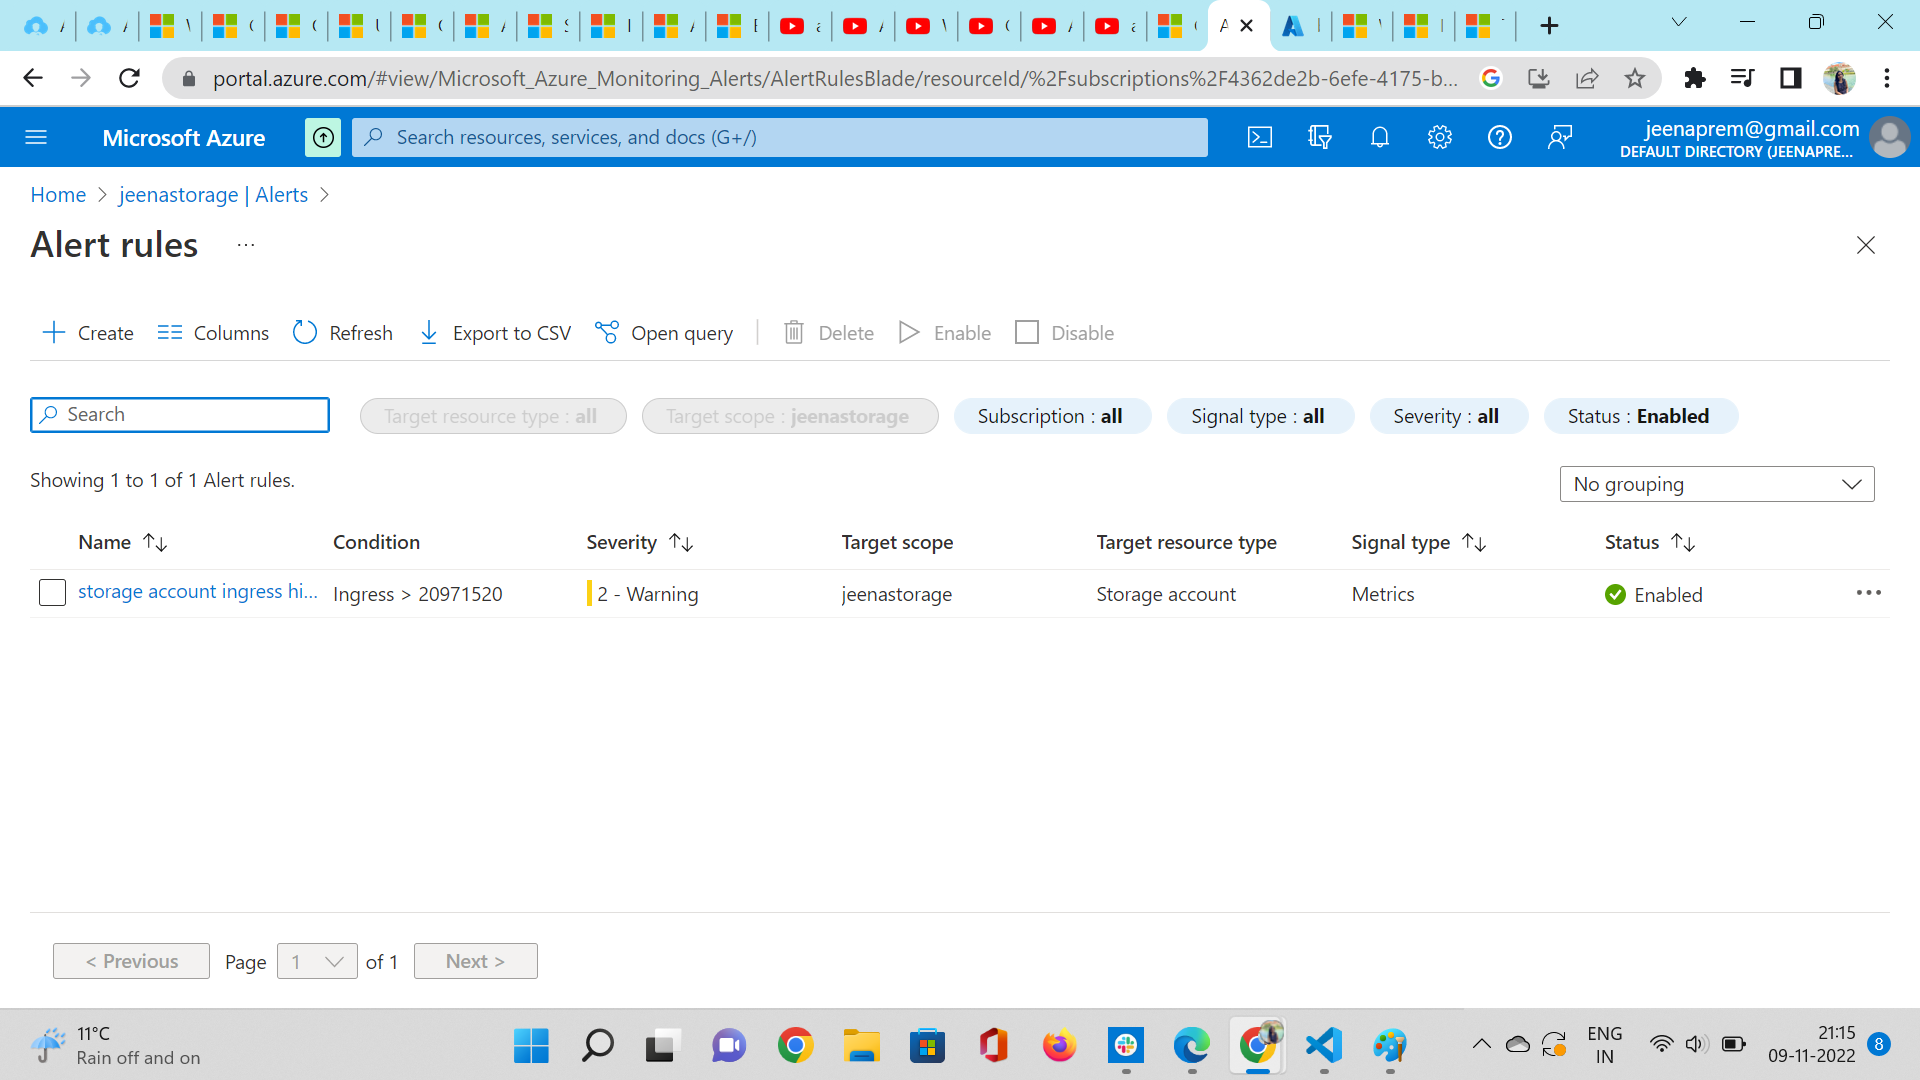 portal.azure.com/#view/Microsoft_Azure_Monitoring_Alerts/AlertRulesBlade/resourceId/%2Fsubscriptions%2F4362de2b-6efe-4175-b...
Microsoft Azure
Search resources, services, and docs (G+/)
jeenaprem@gmail.com
DEFAULT DIRECTORY (JEENAPRE...
Home > jeenastorage | Alerts >
Alert rules ...
Create Columns Refresh Export to CSV Open query Delete Enable Disable
Search Target resource type : all Target scope : jeenastorage Subscription : all Signal type : all Severity : all Status : Enabled
Showing 1 to 1 of 1 Alert rules.
No grouping
Name Condition Severity Target scope Target resource type Signal type Status
storage account ingress hi... Ingress > 20971520 2 - Warning jeenastorage Storage account Metrics Enabled
< Previous Page 1 of 1 Next >
11°C
Rain off and on
ENG
IN
21:15
09-11-2022
8